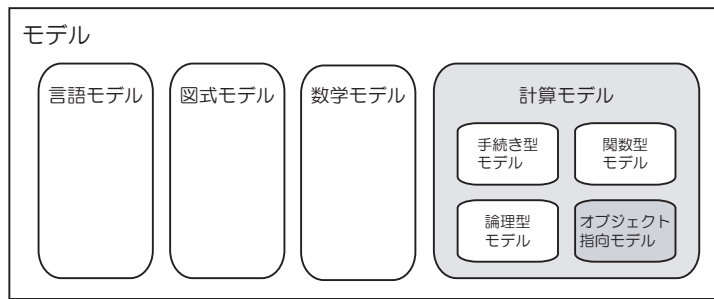 モデル
言語モデル
図式モデル
数学モデル
計算モデル
手続き型
モデル
関数型
モデル
論理型
モデル
オブジェクト
指向モデル